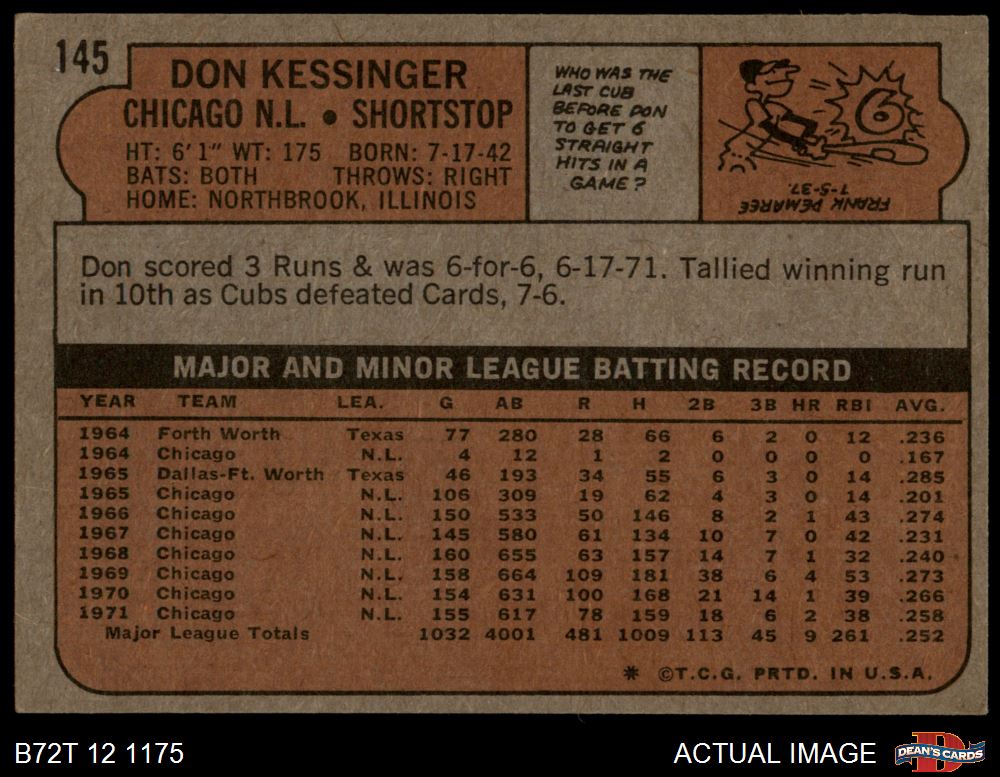 145
DON KESSINGER
CHICAGO N.L. • SHORTSTOP
HT: 6'1" WT: 175 BORN: 7-17-42
BATS: BOTH THROWS: RIGHT
HOME: NORTHBROOK, ILLINOIS
WHO WAS THE
LAST CUB
BEFORE DON
TO GET 6
STRAIGHT
HITS IN A
GAME?
6
FRANK DEMAREE
7-5-37.
Don scored 3 Runs & was 6-for-6, 6-17-71. Tallied winning run
in 10th as Cubs defeated Cards, 7-6.
MAJOR AND MINOR LEAGUE BATTING RECORD
YEAR TEAM LEA. G AB R H 2B 3B HR RBI AVG.
1964 Forth Worth Texas 77 280 28 66 6 2 0 12 .236
1964 Chicago N.L. 4 12 1 2 0 0 0 0 .167
1965 Dallas-Ft. Worth Texas 46 193 34 55 6 3 0 14 .285
1965 Chicago N.L. 106 309 19 62 4 3 0 14 .201
1966 Chicago N.L. 150 533 50 146 8 2 1 43 .274
1967 Chicago N.L. 145 580 61 134 10 7 0 42 .231
1968 Chicago N.L. 160 655 63 157 14 7 1 32 .240
1969 Chicago N.L. 158 664 109 181 38 6 4 53 .273
1970 Chicago N.L. 154 631 100 168 21 14 1 39 .266
1971 Chicago N.L. 155 617 78 159 18 6 2 38 .258
Major League Totals 1032 4001 481 1009 113 45 9 261 .252
* ©T.C.G. PRTD. IN U.S.A.
B72T 12 1175
ACTUAL IMAGE
D
DEAN'S CARDS